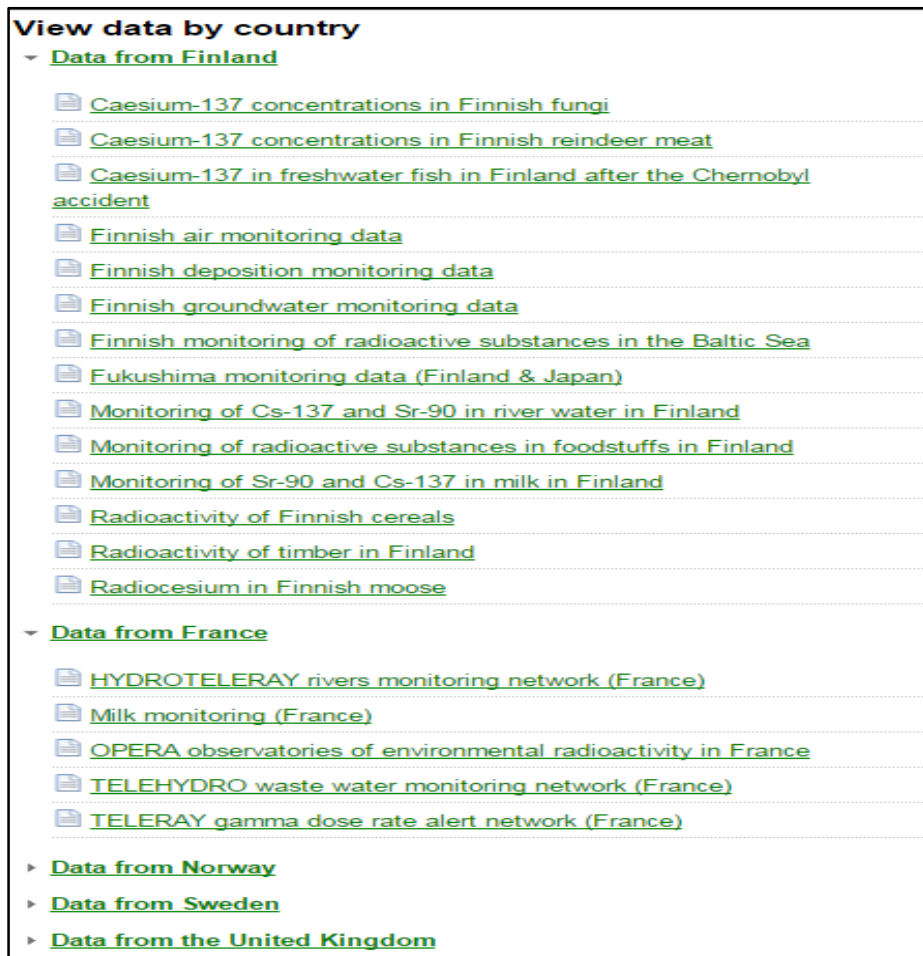 View data by country
Data from Finland
Caesium-137 concentrations in Finnish fungi
Caesium-137 concentrations in Finnish reindeer meat
Caesium-137 in freshwater fish in Finland after the Chernobyl
accident
Finnish air monitoring data
Finnish deposition monitoring data
Finnish groundwater monitoring data
Finnish monitoring of radioactive substances in the Baltic Sea
Fukushima monitoring data (Finland & Japan)
Monitoring of Cs-137 and Sr-90 in river water in Finland
Monitoring of radioactive substances in foodstuffs in Finland
Monitoring of Sr-90 and Cs-137 in milk in Finland
Radioactivity of Finnish cereals
Radioactivity of timber in Finland
Radiocesium in Finnish moose
Data from France
HYDROTELERAY rivers monitoring network (France)
Milk monitoring (France)
OPERA observatories of environmental radioactivity in France
TELEHYDRO waste water monitoring network (France)
TELERAY gamma dose rate alert network (France)
Data from Norway
Data from Sweden
Data from the United Kingdom